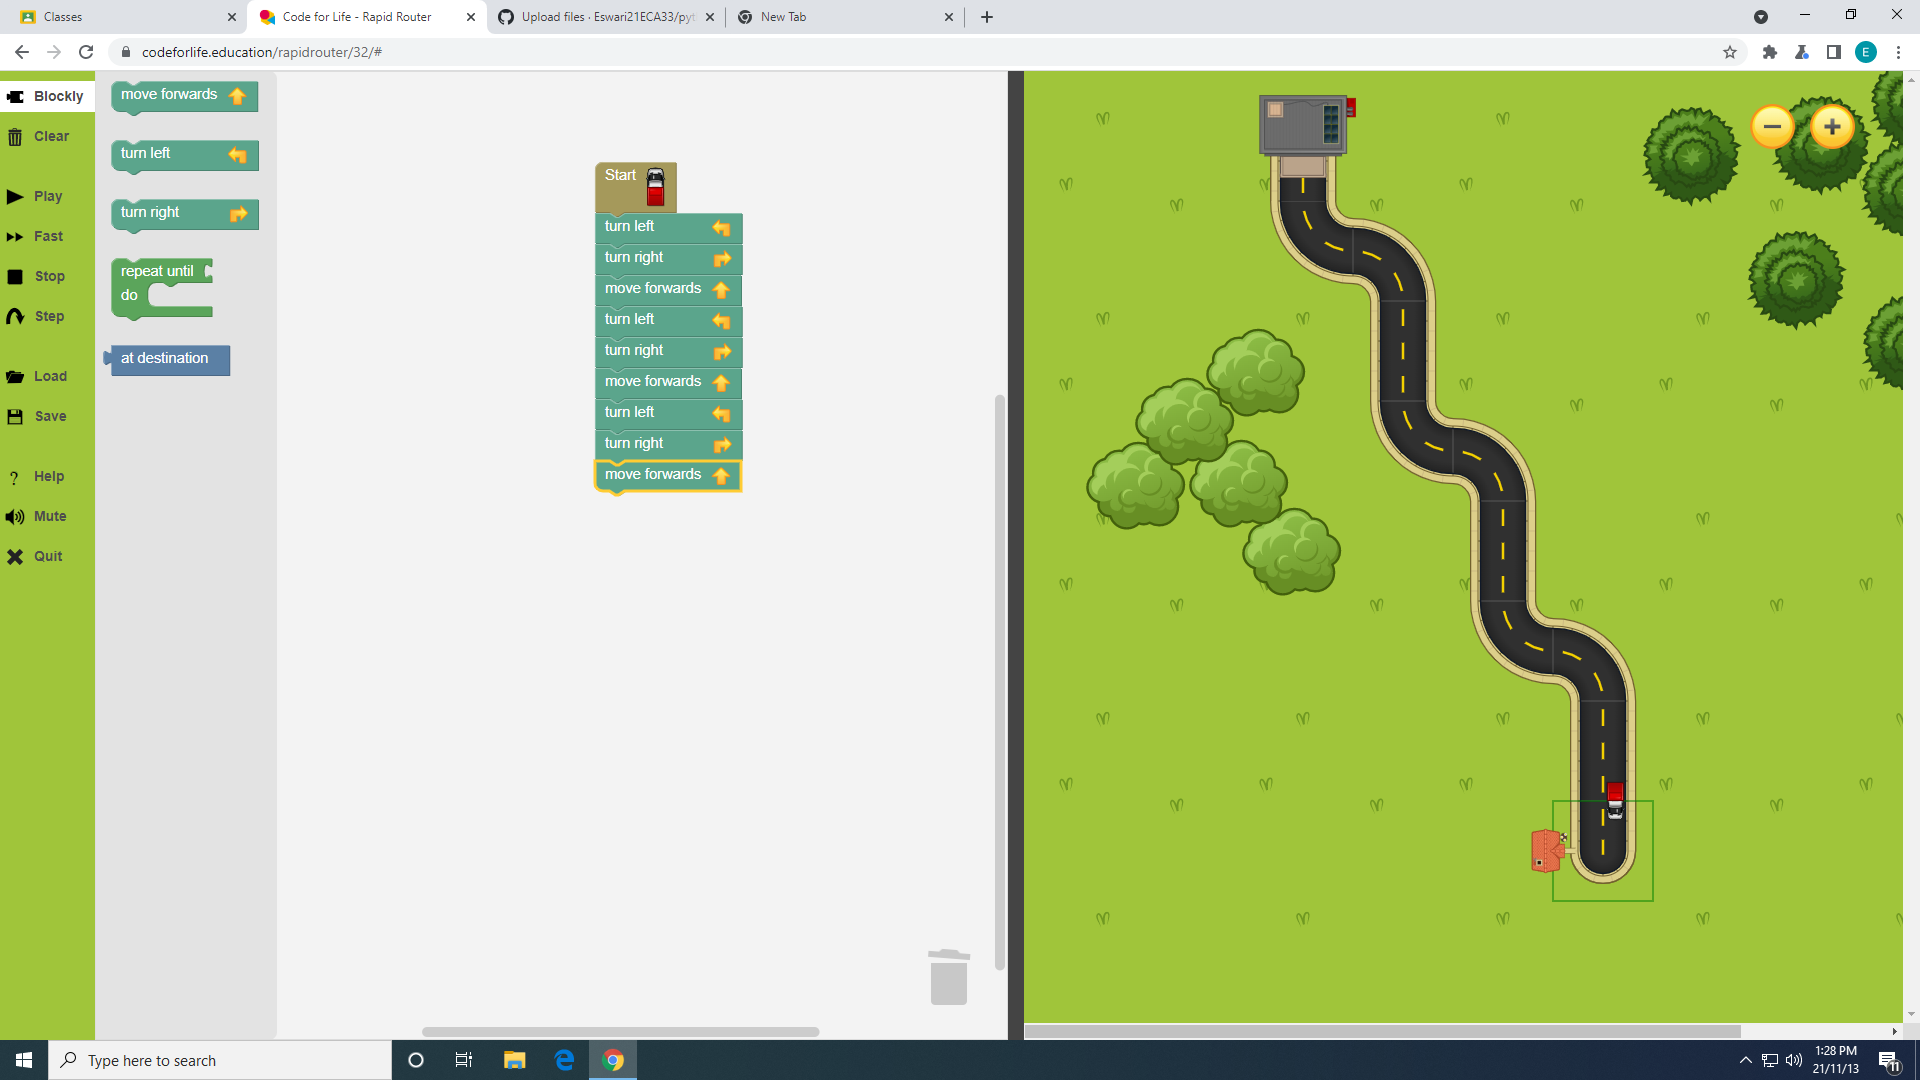 Classes
Code for Life - Rapid Router
Upload files · Eswari21ECA33/pyt
New Tab
codeforlife.education/rapidrouter/32/#
E
Blockly
Clear
Play
Fast
Stop
Step
Load
Save
Help
Mute
Quit
move forwards
turn left
turn right
repeat until
do
at destination
Start
turn left
turn right
move forwards
turn left
turn right
move forwards
turn left
turn right
move forwards
Type here to search
1:28 PM
21/11/13
11